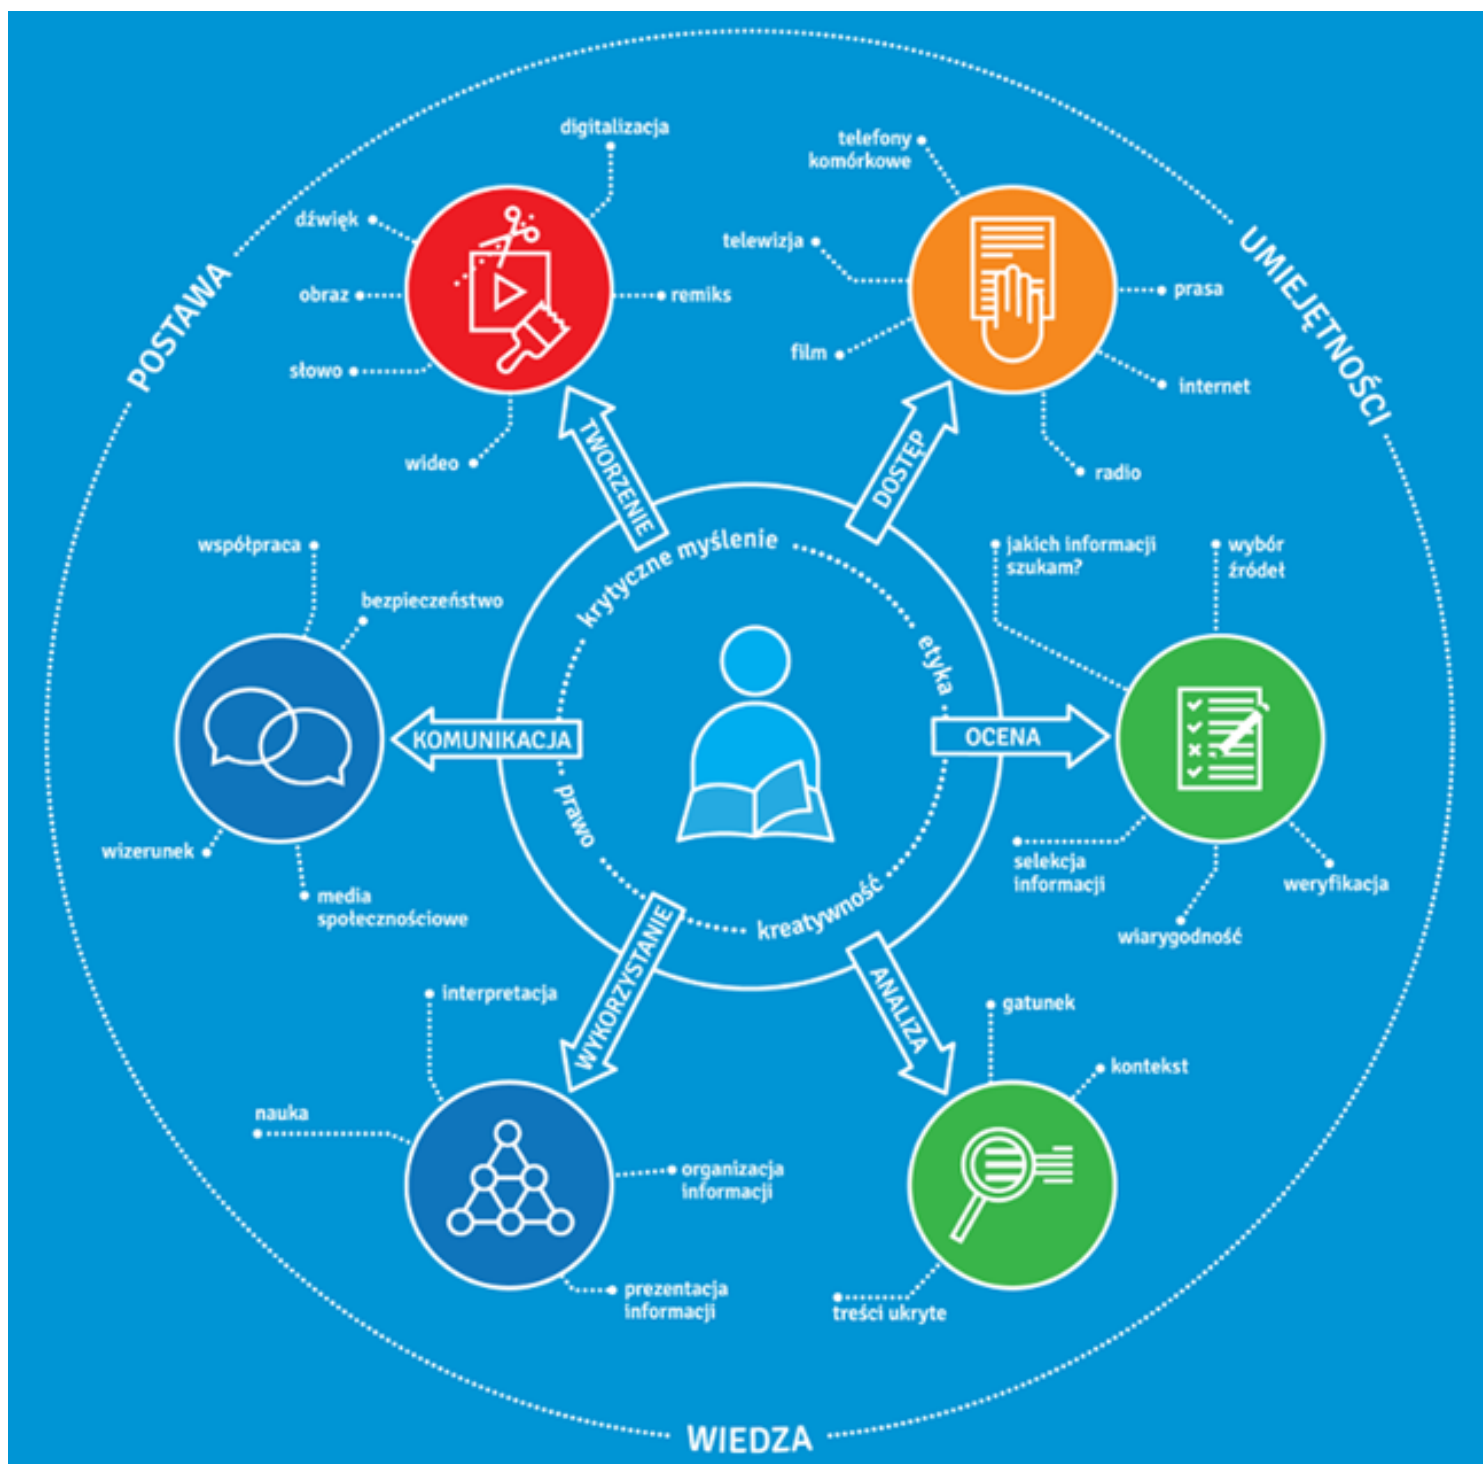 digitalizacja
dźwięk
obraz
remiks
słowo
wideo
TWORZENIE
telefony
komórkowe
telewizja
prasa
film
internet
radio
DOSTĘP
POSTAWA
UMIEJĘTNOŚCI
krytyczne myślenie
etyka
kreatywność
prawo
współpraca
bezpieczeństwo
KOMUNIKACJA
wizerunek
media
społecznościowe
jakich informacji
szukam?
wybór
źródeł
OCENA
selekcja
informacji
weryfikacja
wiarygodność
WYKORZYSTANIE
interpretacja
nauka
organizacja
informacji
prezentacja
informacji
ANALIZA
gatunek
kontekst
treści ukryte
WIEDZA